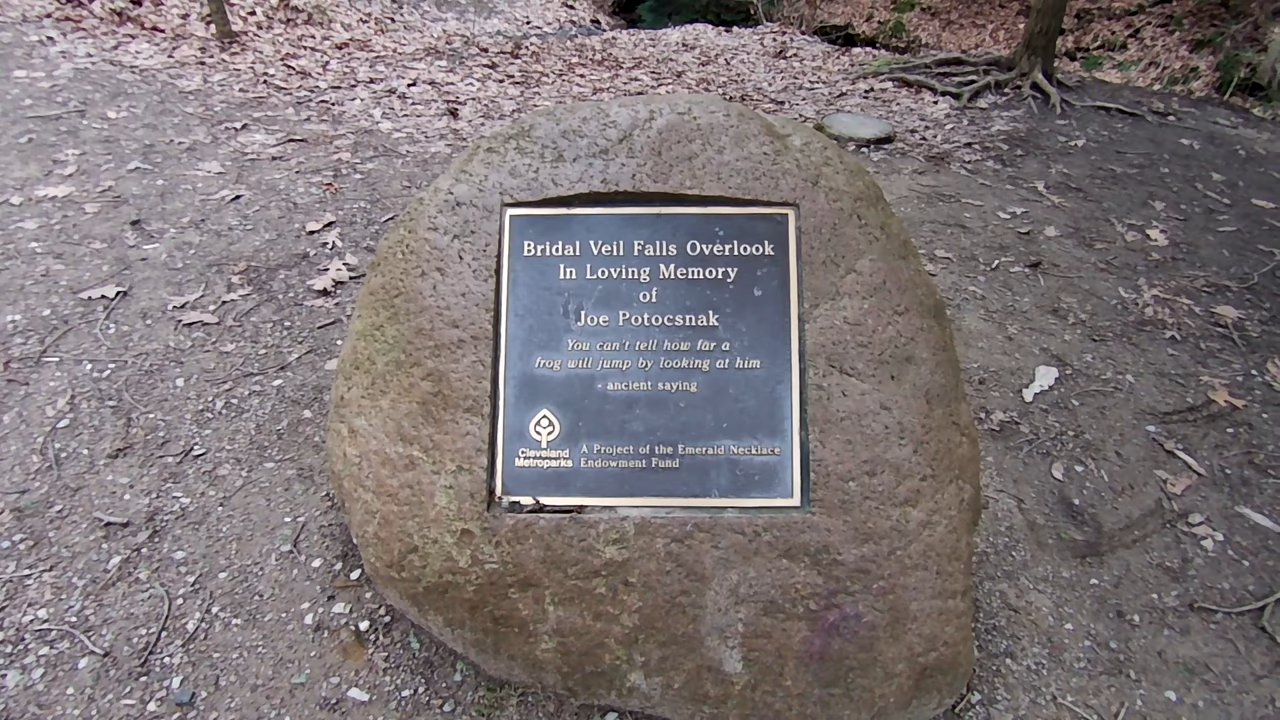 Bridal Veil Falls Overlook
In Loving Memory
of
Joe Potocsnak
You can't tell how far a
frog will jump by looking at him
- ancient saying
Cleveland
Metroparks
A Project of the Emerald Necklace
Endowment Fund